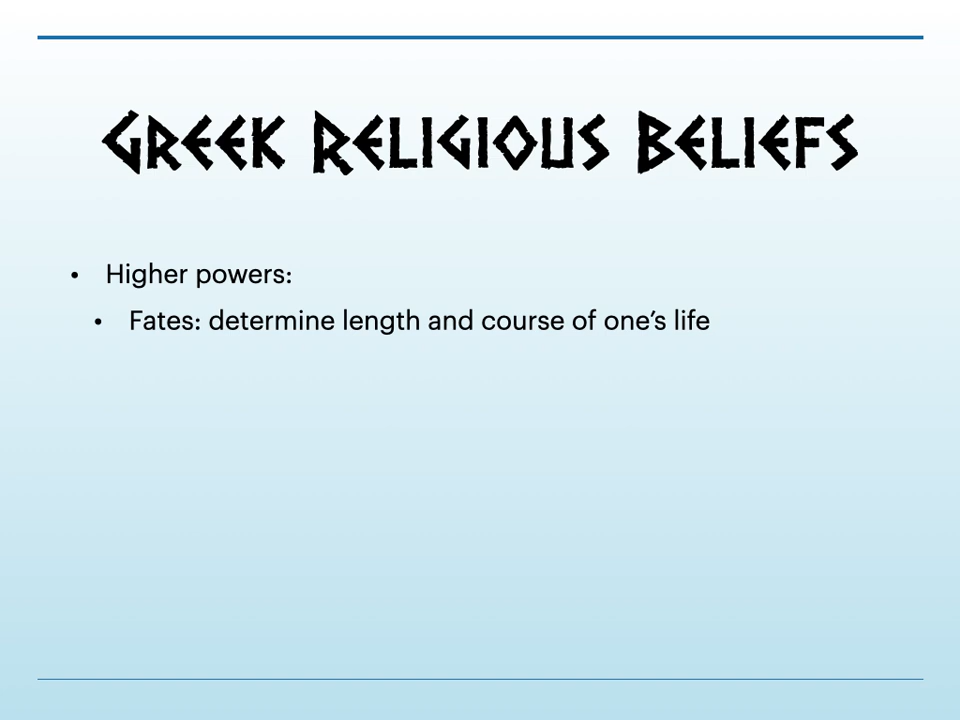 Greek Religious Beliefs
• Higher powers:
• Fates: determine length and course of one’s life